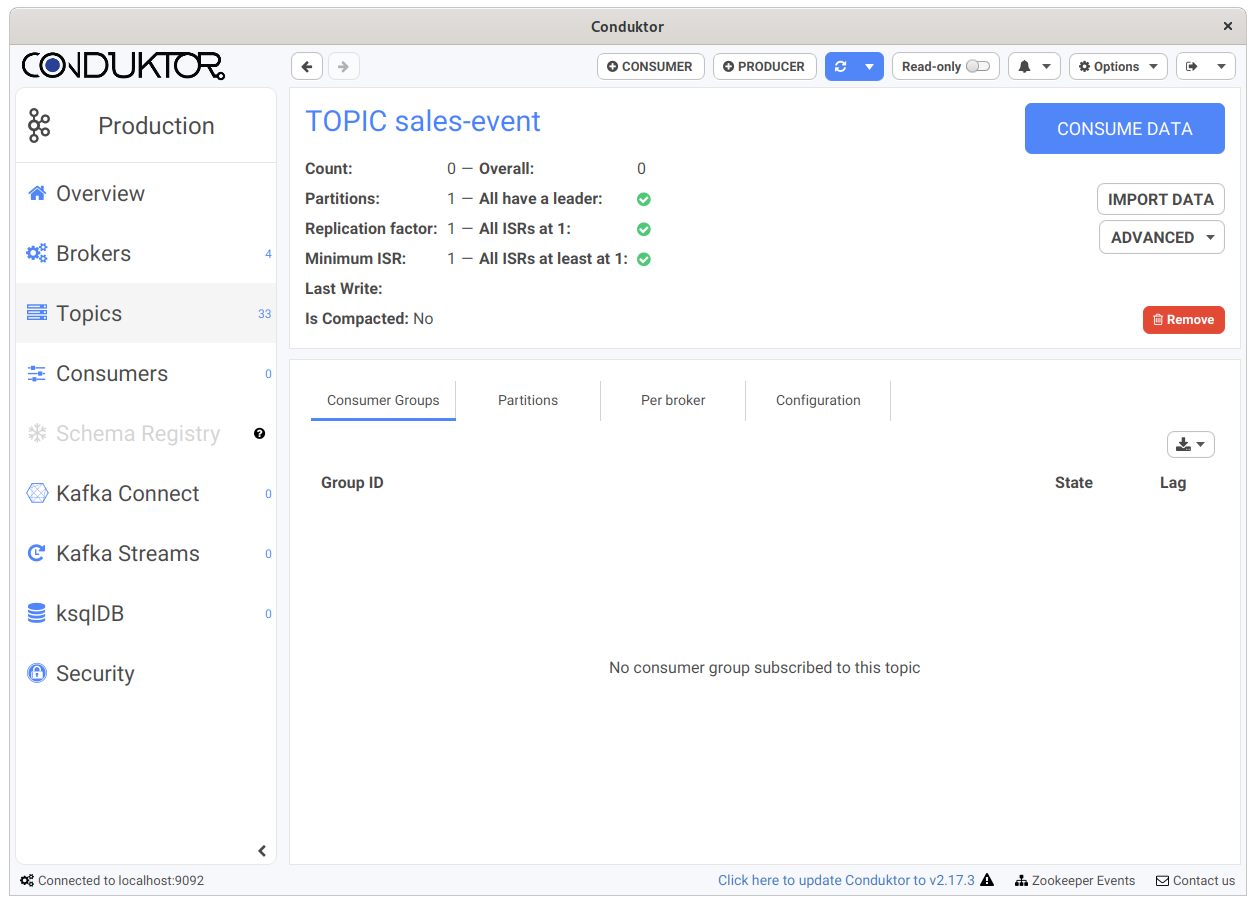 Conduktor
CONDUKTOR
CONSUMER
PRODUCER
Read-only
Options
Production
Overview
Brokers 4
Topics 33
Consumers 0
Schema Registry
Kafka Connect 0
Kafka Streams 0
ksqlDB 0
Security
TOPIC sales-event
CONSUME DATA
Count: 0 — Overall: 0
Partitions: 1 — All have a leader:
IMPORT DATA
Replication factor: 1 — All ISRs at 1:
ADVANCED
Minimum ISR: 1 — All ISRs at least at 1:
Last Write:
Is Compacted: No
Remove
Consumer Groups Partitions Per broker Configuration
Group ID State Lag
No consumer group subscribed to this topic
Connected to localhost:9092
Click here to update Conduktor to v2.17.3
Zookeeper Events
Contact us